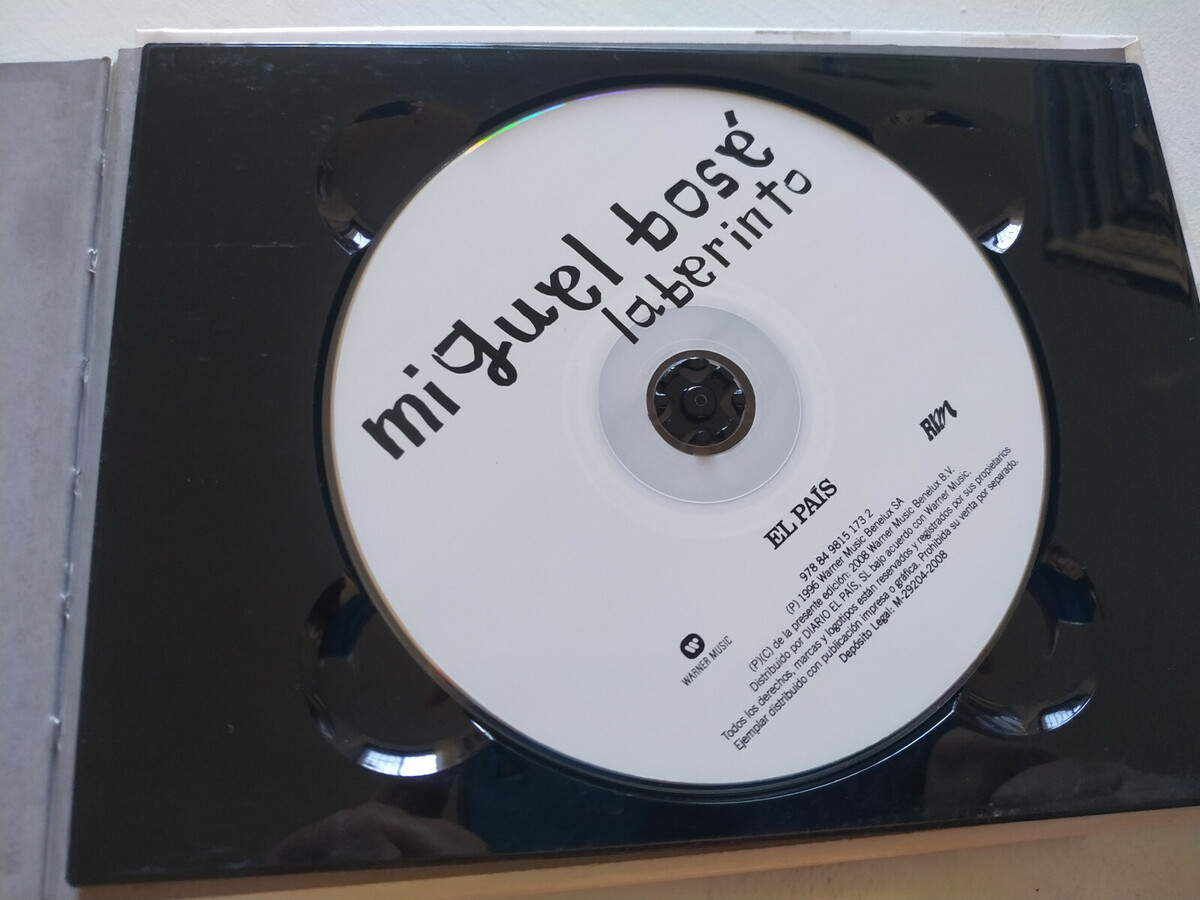 miguel bosé
laberinto
Rlm
EL PAÍS
978 84 9815 173 2
(P) 1996 Warner Music Benelux SA
(P)(C) de la presente edición: 2008 Warner Music Benelux B.V.
Distribuido por DIARIO EL PAÍS, SL bajo acuerdo con Warner Music.
Todos los derechos, marcas y logotipos están reservados y registrados por sus propietarios
Ejemplar distribuido con publicación impresa o gráfica. Prohibida su venta por separado.
Depósito Legal: M-29204-2008
WARNER MUSIC